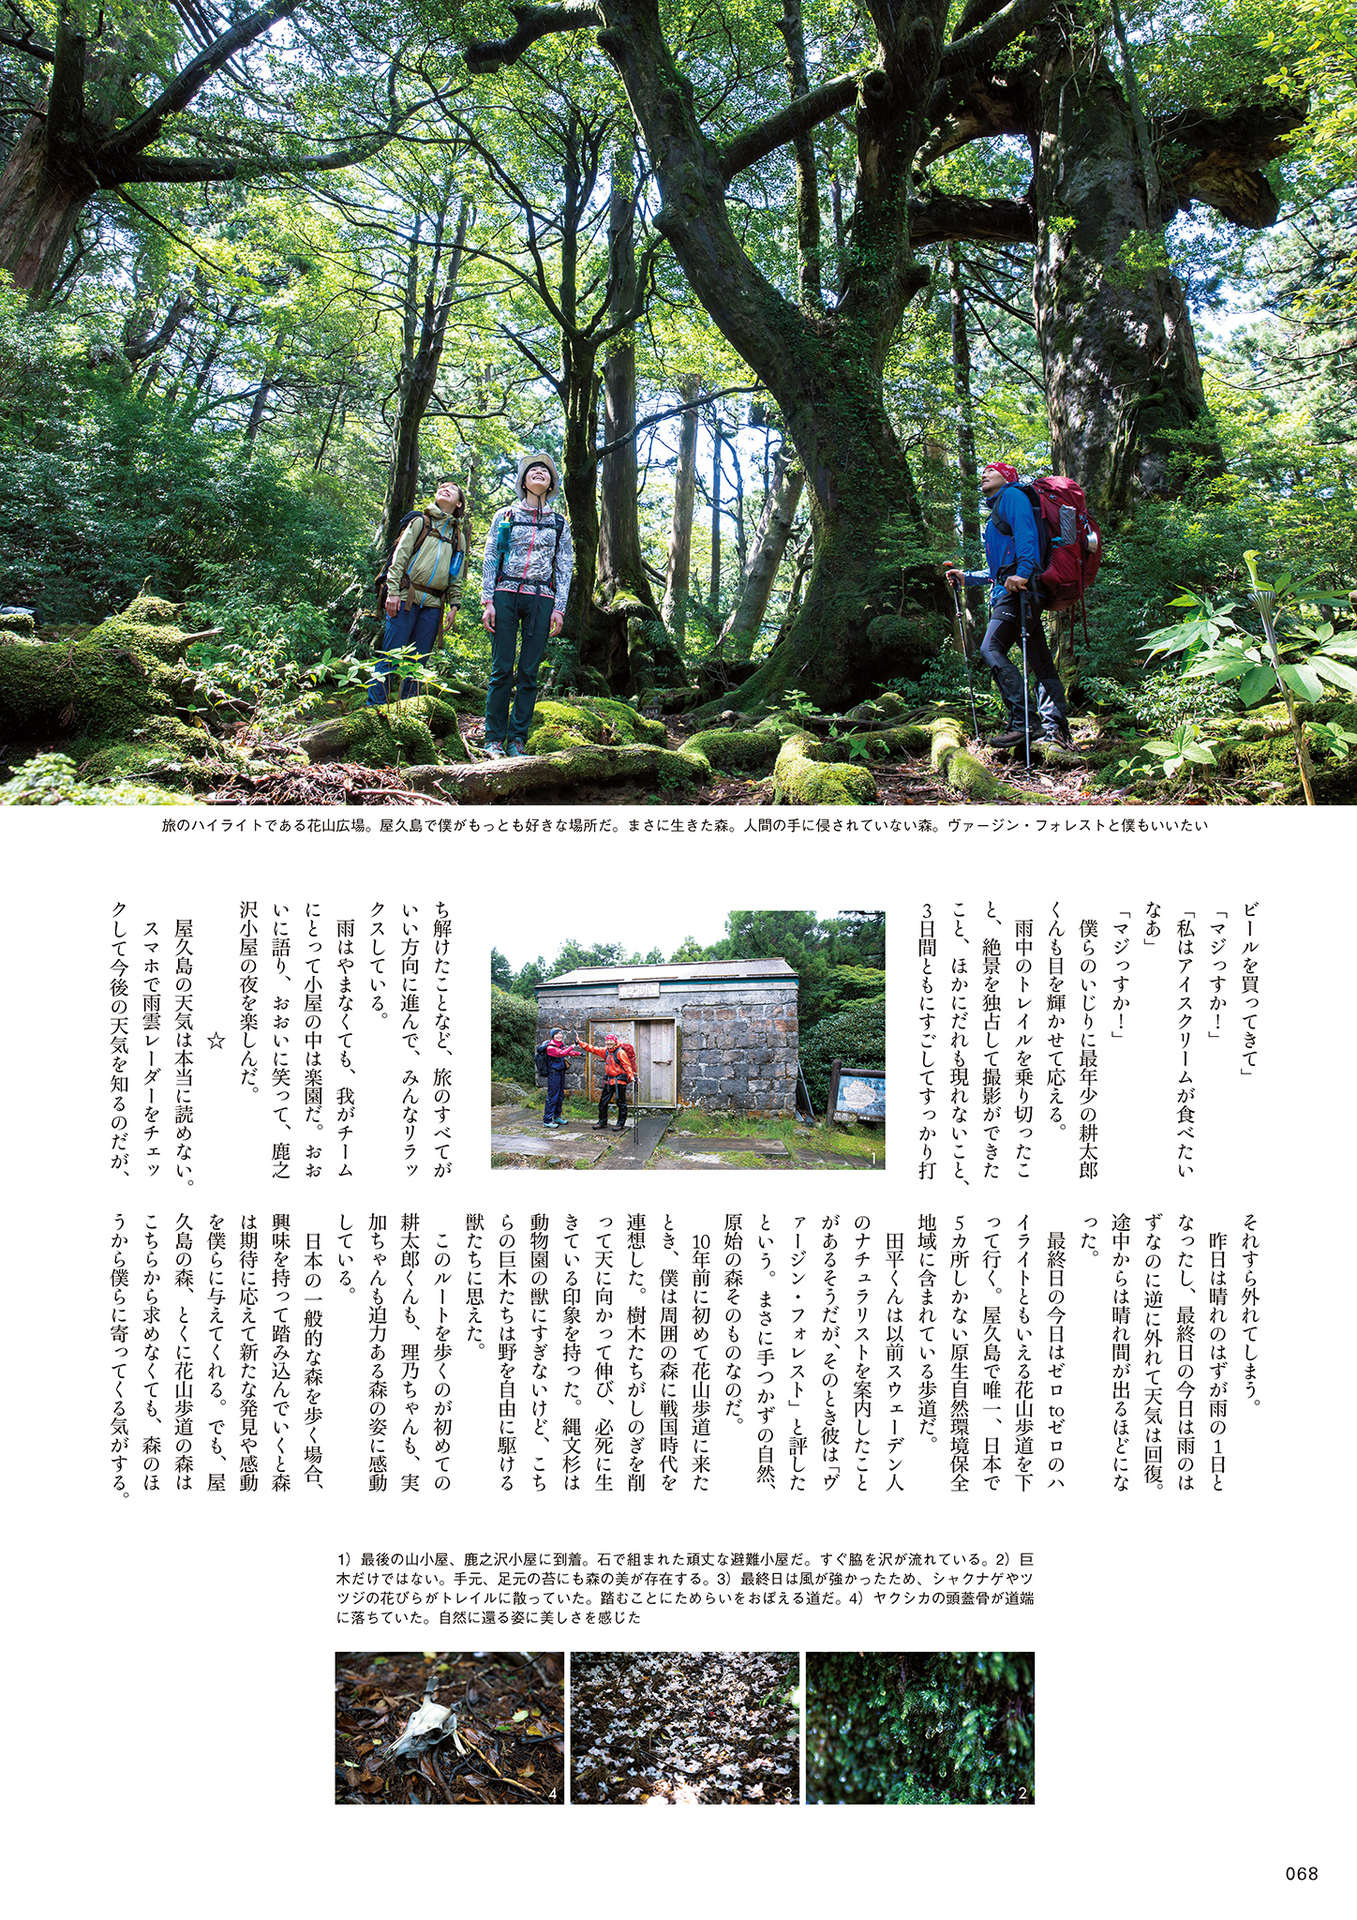 旅のハイライトである花山広場。屋久島で僕がもっとも好きな場所だ。まさに生きた森。人間の手に侵されていない森。ヴァージン・フォレストと僕もいいたい
ビールを買ってきて」
「マジっすか！」
「私はアイスクリームが食べたい
なあ」
「マジっすか！」
僕らのいじりに最年少の耕太郎
くんも目を輝かせて応える。
雨中のトレイルを乗り切ったこ
と、絶景を独占して撮影ができた
こと、ほかにだれも現れないこと、
3日間ともにすごしてすっかり打
ち解けたことなど、旅のすべてが
いい方向に進んで、みんなリラッ
クスしている。
雨はやまなくても、我がチーム
にとって小屋の中は楽園だ。おお
いに語り、おおいに笑って、鹿之
沢小屋の夜を楽しんだ。
☆
屋久島の天気は本当に読めない。
スマホで雨雲レーダーをチェッ
クして今後の天気を知るのだが、
それすら外れてしまう。
昨日は晴れのはずが雨の1日と
なったし、最終日の今日は雨のは
ずなのに逆に外れて天気は回復。
途中からは晴れ間が出るほどにな
った。
最終日の今日はゼロtoゼロのハ
イライトともいえる花山歩道を下
って行く。屋久島で唯一、日本で
5カ所しかない原生自然環境保全
地域に含まれている歩道だ。
田平くんは以前スウェーデン人
のナチュラリストを案内したこと
があるそうだが、そのとき彼は「ヴ
ァージン・フォレスト」と評した
という。まさに手つかずの自然、
原始の森そのものなのだ。
10年前に初めて花山歩道に来た
とき、僕は周囲の森に戦国時代を
連想した。樹木たちがしのぎを削
って天に向かって伸び、必死に生
きている印象を持った。縄文杉は
動物園の獣にすぎないけど、こち
らの巨木たちは野を自由に駆ける
獣たちに思えた。
このルートを歩くのが初めての
耕太郎くんも、理乃ちゃんも、実
加ちゃんも迫力ある森の姿に感動
している。
日本の一般的な森を歩く場合、
興味を持って踏み込んでいくと森
は期待に応えて新たな発見や感動
を僕らに与えてくれる。でも、屋
久島の森、とくに花山歩道の森は
こちらから求めなくても、森のほ
うから僕らに寄ってくる気がする。
1
1）最後の山小屋、鹿之沢小屋に到着。石で組まれた頑丈な避難小屋だ。すぐ脇を沢が流れている。2）巨
木だけではない。手元、足元の苔にも森の美が存在する。3）最終日は風が強かったため、シャクナゲやツ
ツジの花びらがトレイルに散っていた。踏むことにためらいをおぼえる道だ。4）ヤクシカの頭蓋骨が道端
に落ちていた。自然に還る姿に美しさを感じた
4
3
2
068